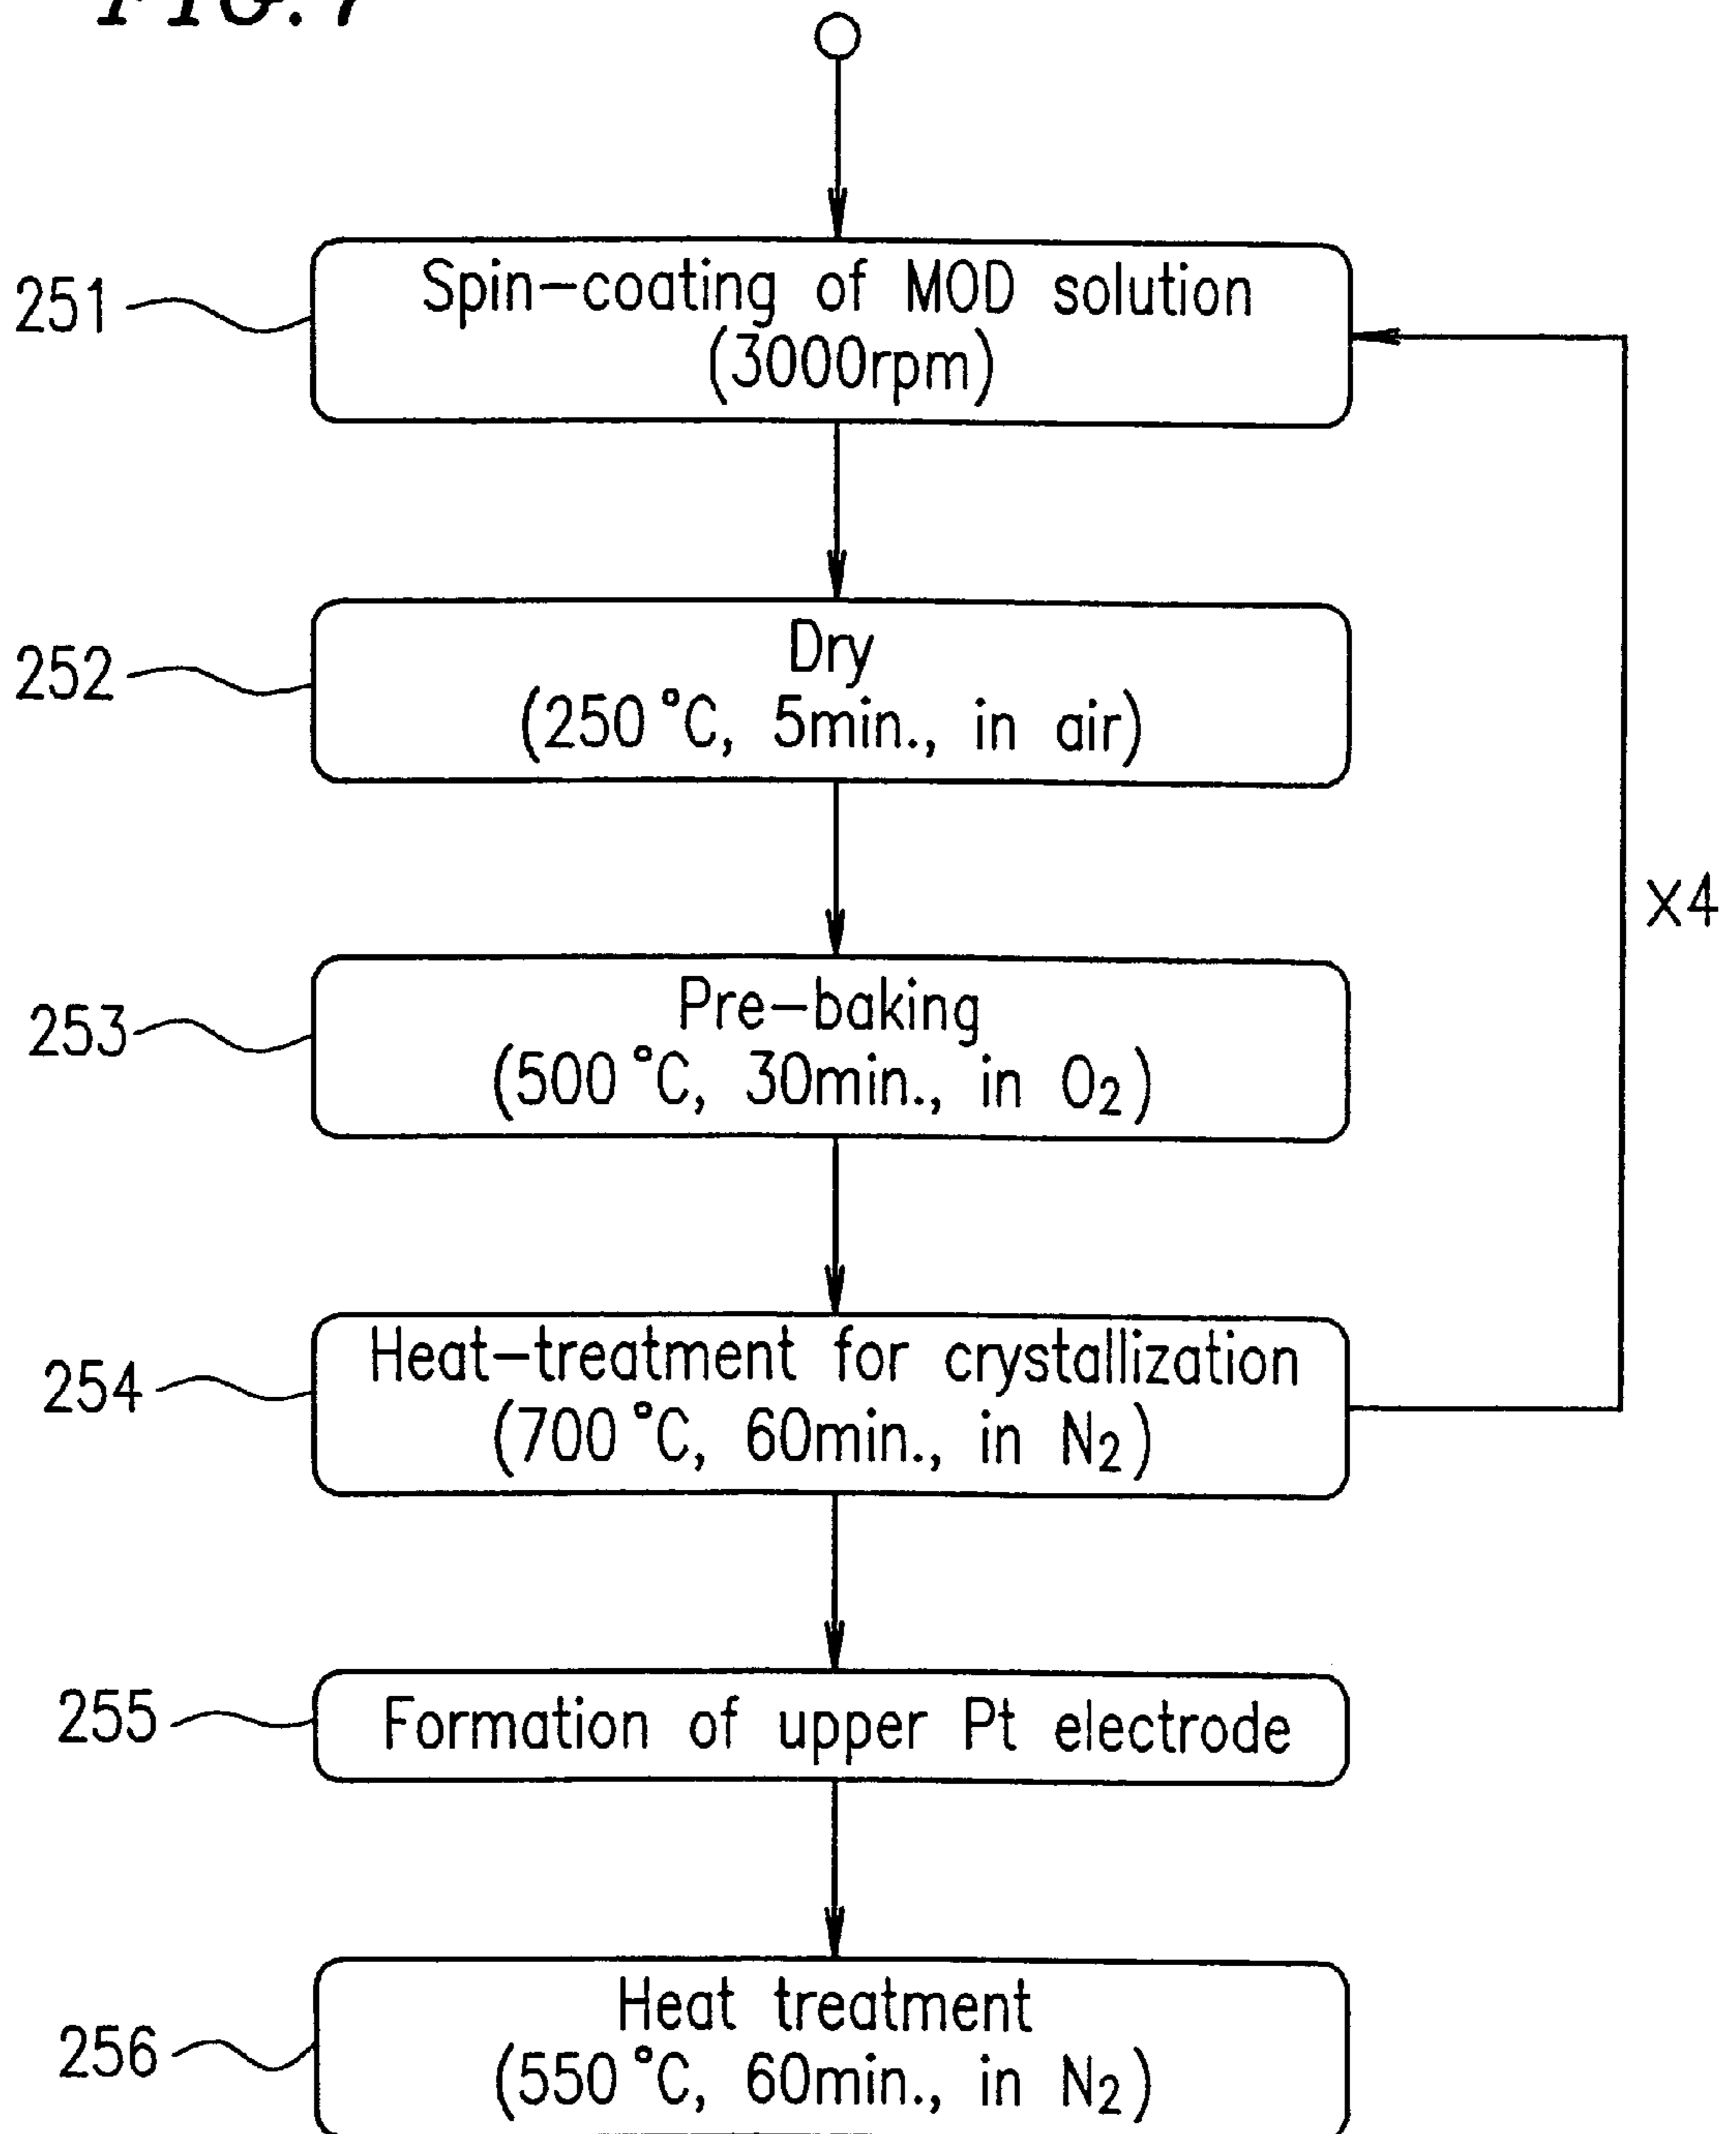 FIG. 7
251
Spin-coating of MOD solution
(3000rpm)
252
Dry
(250°C, 5min., in air)
X4
253
Pre-baking
(500°C, 30min., in O₂)
254
Heat-treatment for crystallization
(700°C, 60min., in N₂)
255
Formation of upper Pt electrode
256
Heat treatment
(550°C, 60min., in N₂)